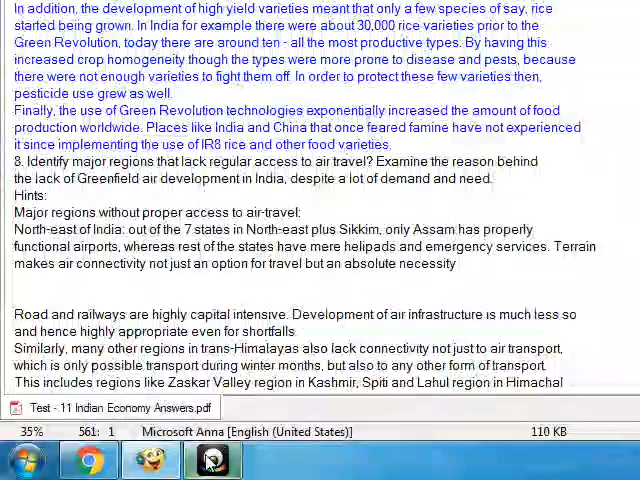 In addition, the development of high yield varieties meant that only a few species of say, rice
started being grown. In India for example there were about 30,000 rice varieties prior to the
Green Revolution, today there are around ten - all the most productive types. By having this
increased crop homogeneity though the types were more prone to disease and pests, because
there were not enough varieties to fight them off. In order to protect these few varieties then,
pesticide use grew as well.
Finally, the use of Green Revolution technologies exponentially increased the amount of food
production worldwide. Places like India and China that once feared famine have not experienced
it since implementing the use of IR8 rice and other food varieties.
8. Identify major regions that lack regular access to air travel? Examine the reason behind
the lack of Greenfield air development in India, despite a lot of demand and need.
Hints:
Major regions without proper access to air-travel:
North-east of India: out of the 7 states in North-east plus Sikkim, only Assam has properly
functional airports, whereas rest of the states have mere helipads and emergency services. Terrain
makes air connectivity not just an option for travel but an absolute necessity
Road and railways are highly capital intensive. Development of air infrastructure is much less so
and hence highly appropriate even for shortfalls.
Similarly, many other regions in trans-Himalayas also lack connectivity not just to air transport,
which is only possible transport during winter months, but also to any other form of transport.
This includes regions like Zaskar Valley region in Kashmir, Spiti and Lahul region in Himachal
Test - 11 Indian Economy Answers.pdf
35% 561: 1 Microsoft Anna [English (United States)] 110 KB